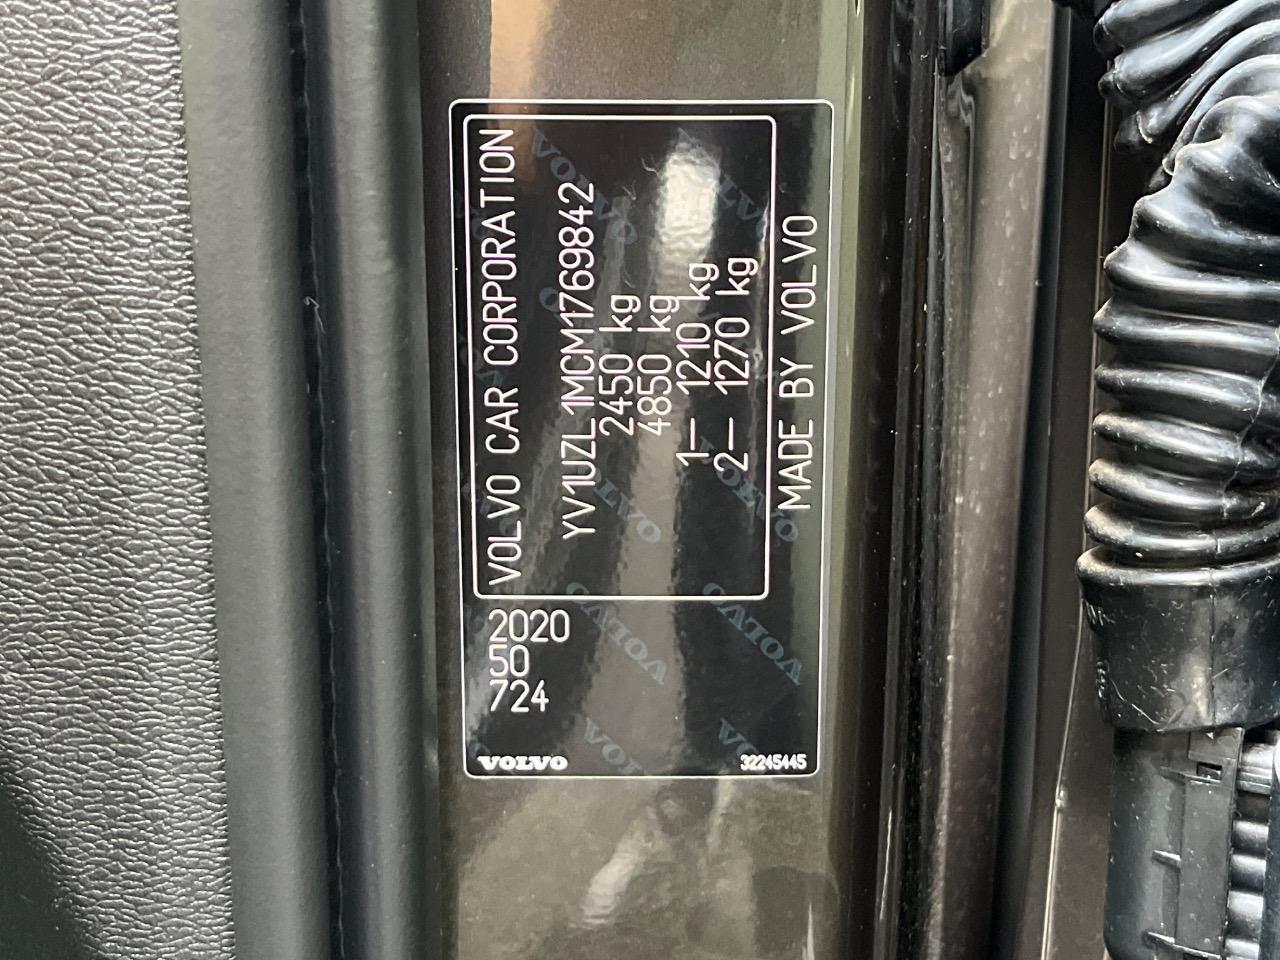 VOLVO CAR CORPORATION
YV1UZL1MCM1769842
2450 kg
4850 kg
1— 1210 kg
2— 1270 kg
MADE BY VOLVO
2020
50
724
VOLVO
32245445